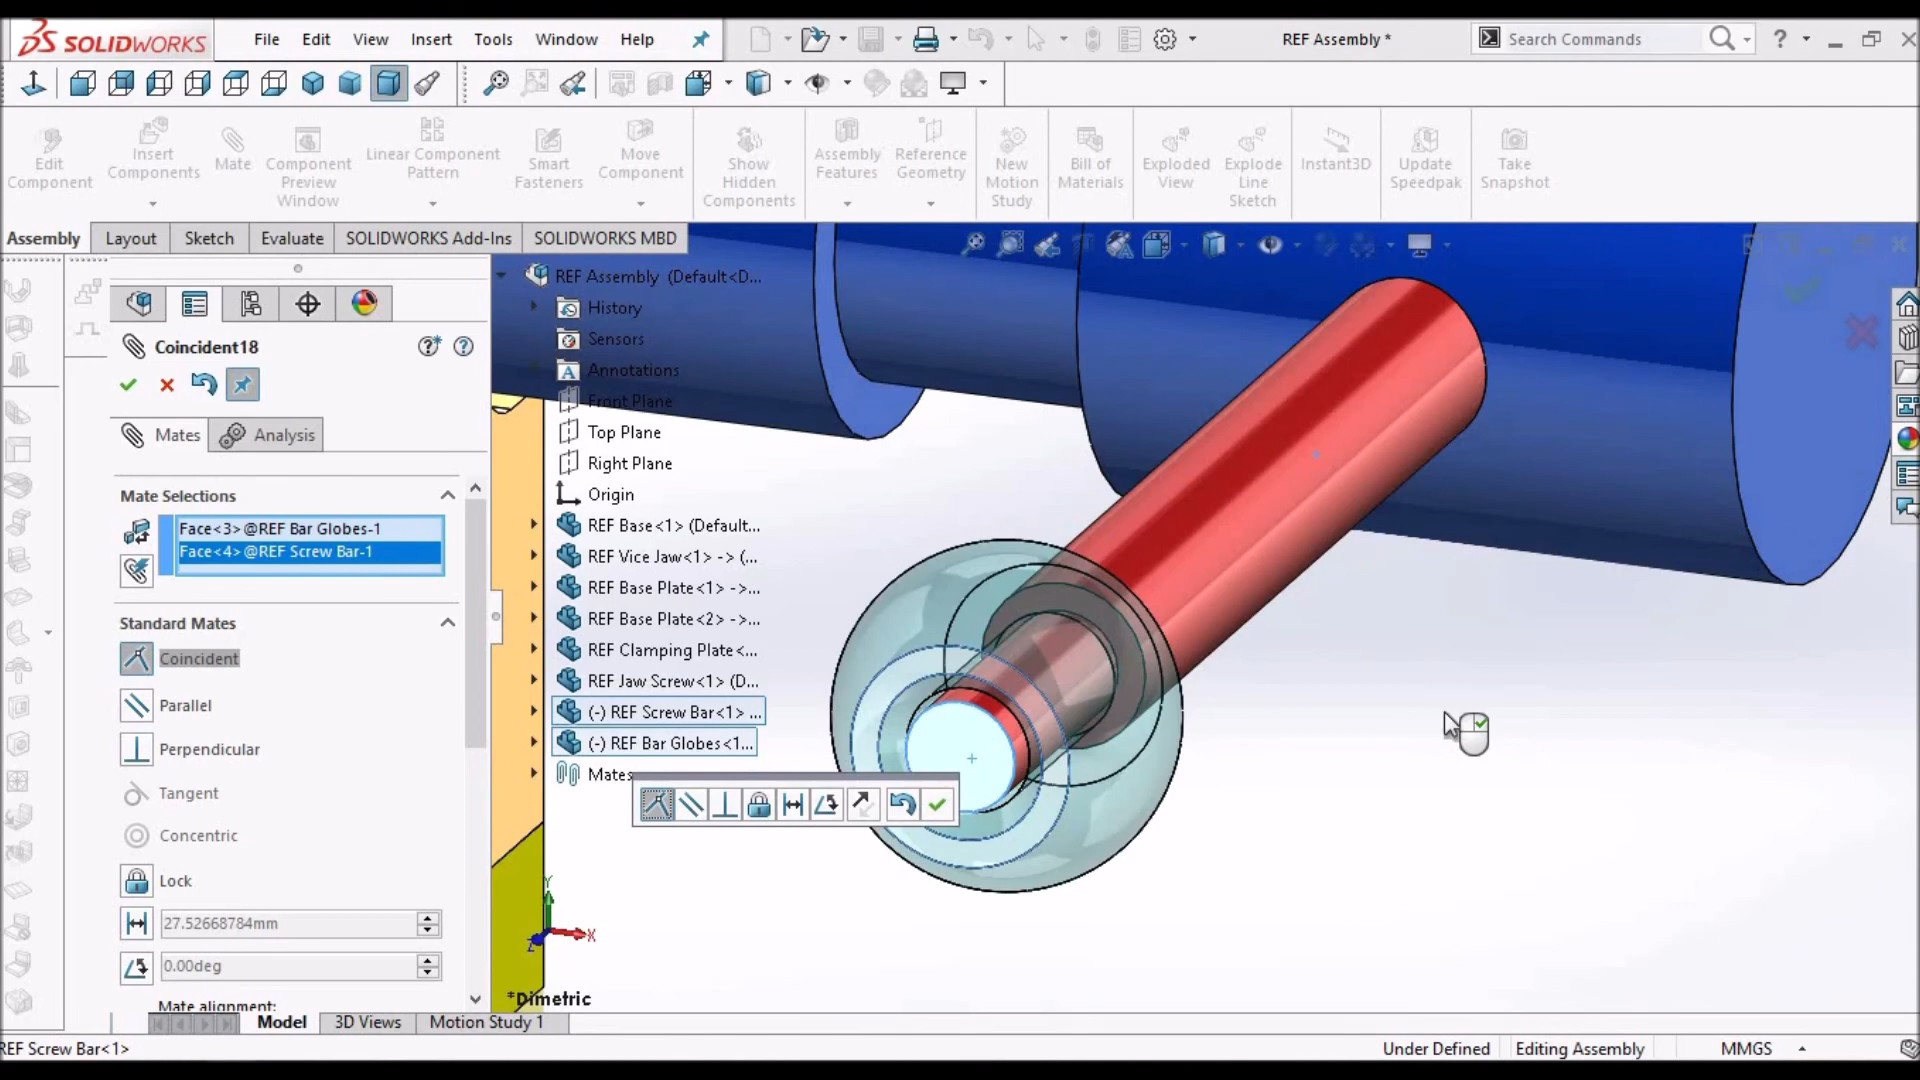 SOLIDWORKS File Edit View Insert Tools Window Help REF Assembly * Search Commands ?
Edit Component
Insert Components
Mate
Component Preview Window
Linear Component Pattern
Smart Fasteners
Move Component
Show Hidden Components
Assembly Features
Reference Geometry
New Motion Study
Bill of Materials
Exploded View
Explode Line Sketch
Instant3D
Update Speedpak
Take Snapshot
Assembly Layout Sketch Evaluate SOLIDWORKS Add-Ins SOLIDWORKS MBD
Coincident18
Mates Analysis
Mate Selections
Face<3>@REF Bar Globes-1
Face<4>@REF Screw Bar-1
Standard Mates
Coincident
Parallel
Perpendicular
Tangent
Concentric
Lock
27.52668784mm
0.00deg
Mate alignment:
REF Assembly (Default<D...
History
Sensors
A Annotations
Front Plane
Top Plane
Right Plane
Origin
REF Base<1> (Default...
REF Vice Jaw<1> -> (...
REF Base Plate<1> ->...
REF Base Plate<2> ->...
REF Clamping Plate<...
REF Jaw Screw<1> (D...
(-) REF Screw Bar<1> ...
(-) REF Bar Globes<1...
Mates
Y
X
Z
*Dimetric
Model 3D Views Motion Study 1
REF Screw Bar<1> Under Defined Editing Assembly MMGS